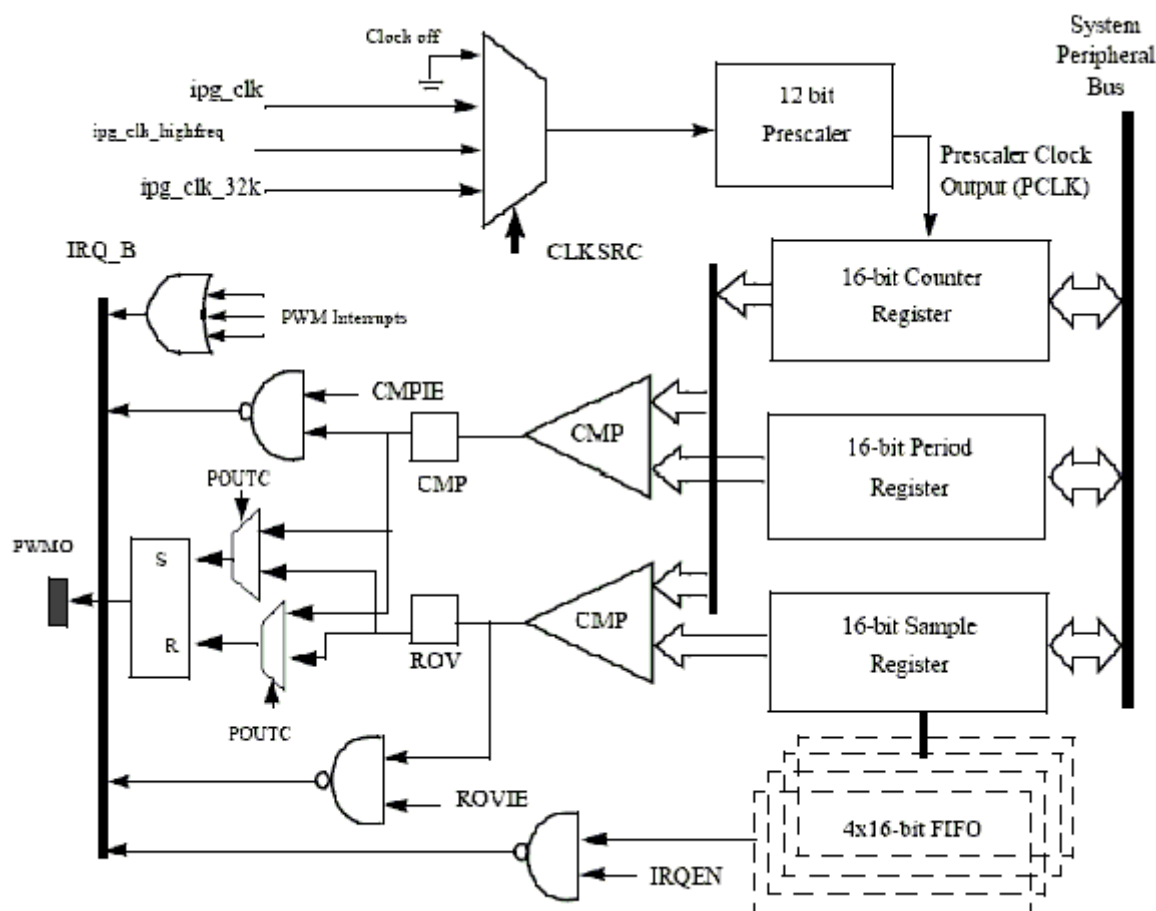 Clock off
System
Peripheral
Bus
ipg_clk
12 bit
Prescaler
ipg_clk_highfreq
Prescaler Clock
Output (PCLK)
ipg_clk_32k
IRQ_B
CLKSRC
16-bit Counter
Register
PWM Interrupts
CMPIE
CMP
16-bit Period
Register
CMP
POUTC
PWMO
S
R
CMP
16-bit Sample
Register
ROV
POUTC
ROVIE
4x16-bit FIFO
IRQEN